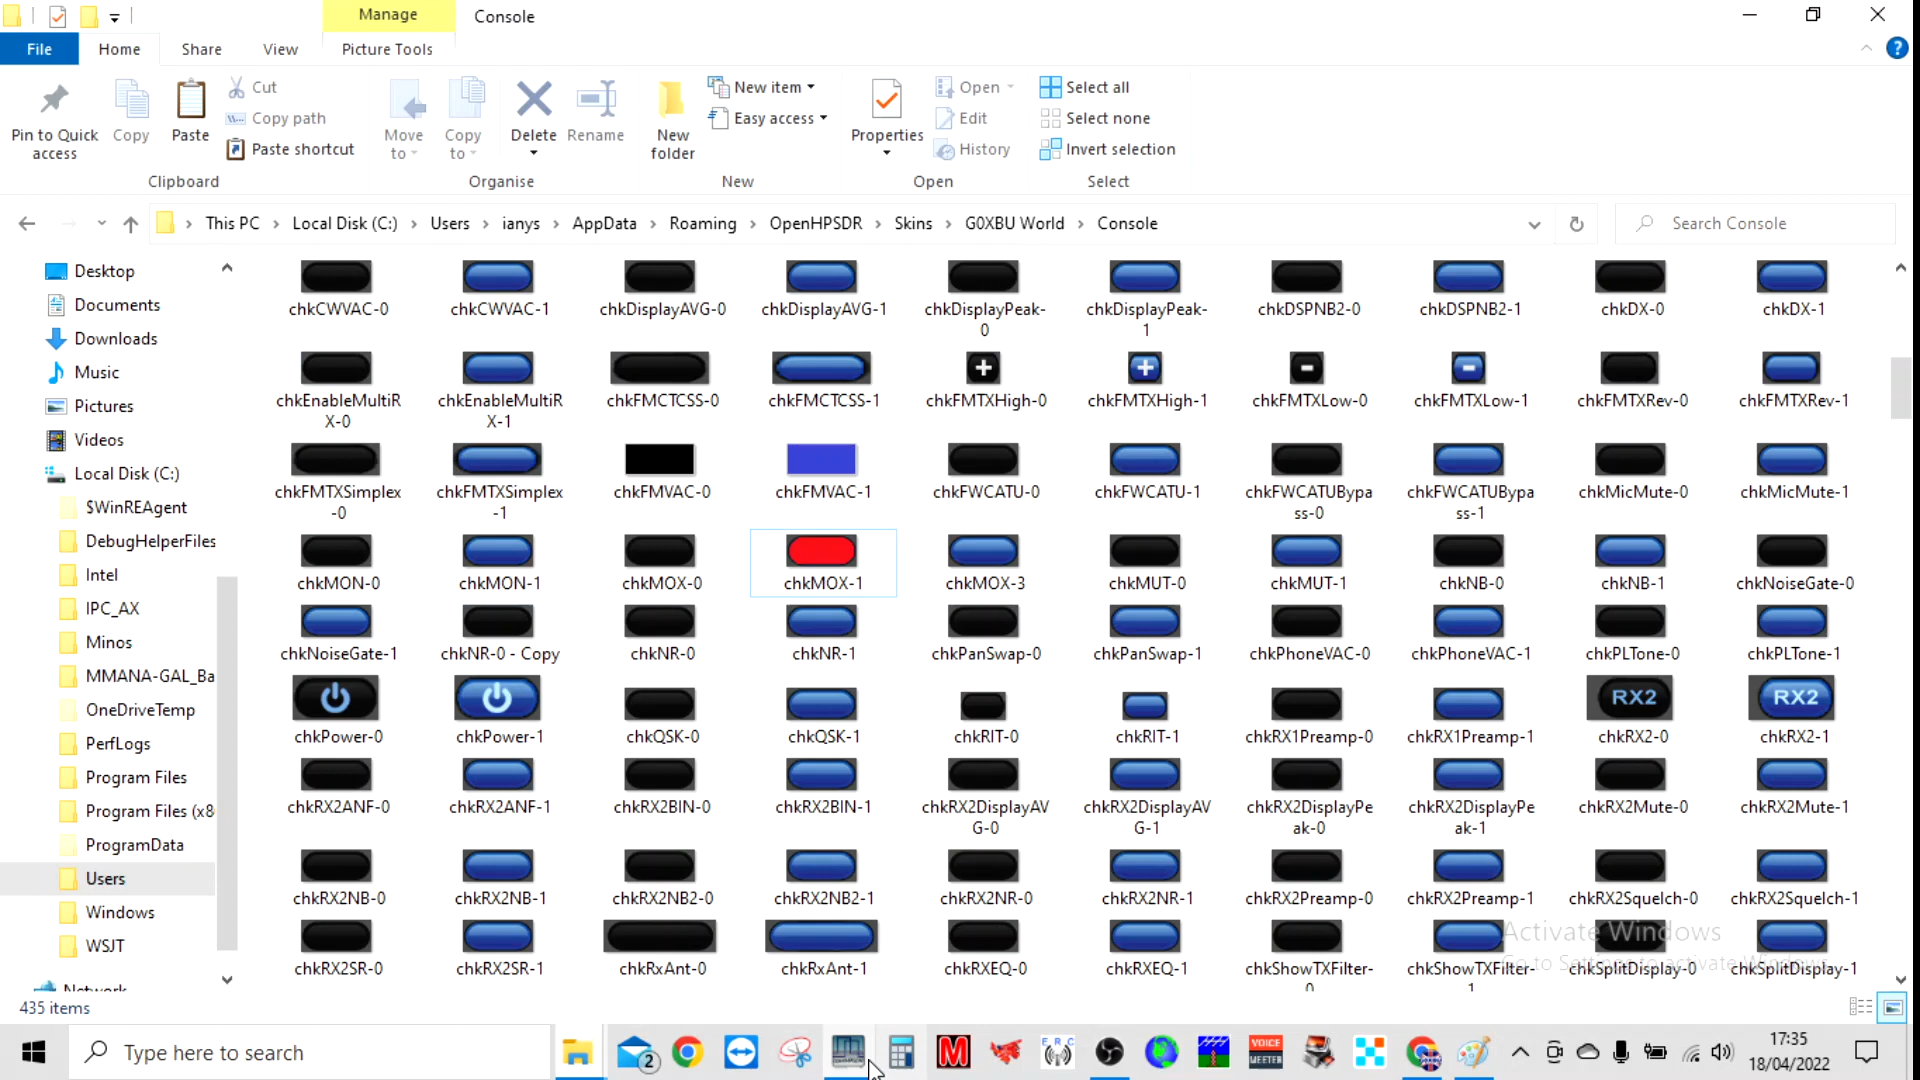 Manage
Console
File
Home
Share
View
Picture Tools
Pin to Quick access
Copy
Paste
Cut
Copy path
Paste shortcut
Move to
Copy to
Delete
Rename
New folder
New item
Easy access
Properties
Open
Edit
History
Select all
Select none
Invert selection
Clipboard
Organise
New
Open
Select
This PC > Local Disk (C:) > Users > ianys > AppData > Roaming > OpenHPSDR > Skins > G0XBU World > Console
Search Console
Desktop
Documents
Downloads
Music
Pictures
Videos
Local Disk (C:)
$WinREAgent
DebugHelperFiles
Intel
IPC_AX
Minos
MMANA-GAL_Ba
OneDriveTemp
PerfLogs
Program Files
Program Files (x8
ProgramData
Users
Windows
WSJT
Network
chkCWVAC-0 chkCWVAC-1 chkDisplayAVG-0 chkDisplayAVG-1 chkDisplayPeak-0 chkDisplayPeak-1 chkDSPNB2-0 chkDSPNB2-1 chkDX-0 chkDX-1
chkEnableMultiRX-0 chkEnableMultiRX-1 chkFMCTCSS-0 chkFMCTCSS-1 chkFMTXHigh-0 chkFMTXHigh-1 chkFMTXLow-0 chkFMTXLow-1 chkFMTXRev-0 chkFMTXRev-1
chkFMTXSimplex-0 chkFMTXSimplex-1 chkFMVAC-0 chkFMVAC-1 chkFWCATU-0 chkFWCATU-1 chkFWCATUBypass-0 chkFWCATUBypass-1 chkMicMute-0 chkMicMute-1
chkMON-0 chkMON-1 chkMOX-0 chkMOX-1 chkMOX-3 chkMUT-0 chkMUT-1 chkNB-0 chkNB-1 chkNoiseGate-0
chkNoiseGate-1 chkNR-0 - Copy chkNR-0 chkNR-1 chkPanSwap-0 chkPanSwap-1 chkPhoneVAC-0 chkPhoneVAC-1 chkPLTone-0 chkPLTone-1
RX2 RX2
chkPower-0 chkPower-1 chkQSK-0 chkQSK-1 chkRIT-0 chkRIT-1 chkRX1Preamp-0 chkRX1Preamp-1 chkRX2-0 chkRX2-1
chkRX2ANF-0 chkRX2ANF-1 chkRX2BIN-0 chkRX2BIN-1 chkRX2DisplayAVG-0 chkRX2DisplayAVG-1 chkRX2DisplayPeak-0 chkRX2DisplayPeak-1 chkRX2Mute-0 chkRX2Mute-1
chkRX2NB-0 chkRX2NB-1 chkRX2NB2-0 chkRX2NB2-1 chkRX2NR-0 chkRX2NR-1 chkRX2Preamp-0 chkRX2Preamp-1 chkRX2Squelch-0 chkRX2Squelch-1
chkRX2SR-0 chkRX2SR-1 chkRxAnt-0 chkRxAnt-1 chkRXEQ-0 chkRXEQ-1 chkShowTXFilter-0 chkShowTXFilter-1 chkSplitDisplay-0 chkSplitDisplay-1
Activate Windows
Go to Settings to activate Windows.
435 items
Type here to search
2
M
ERC
VOICE MEETER
17:35
18/04/2022